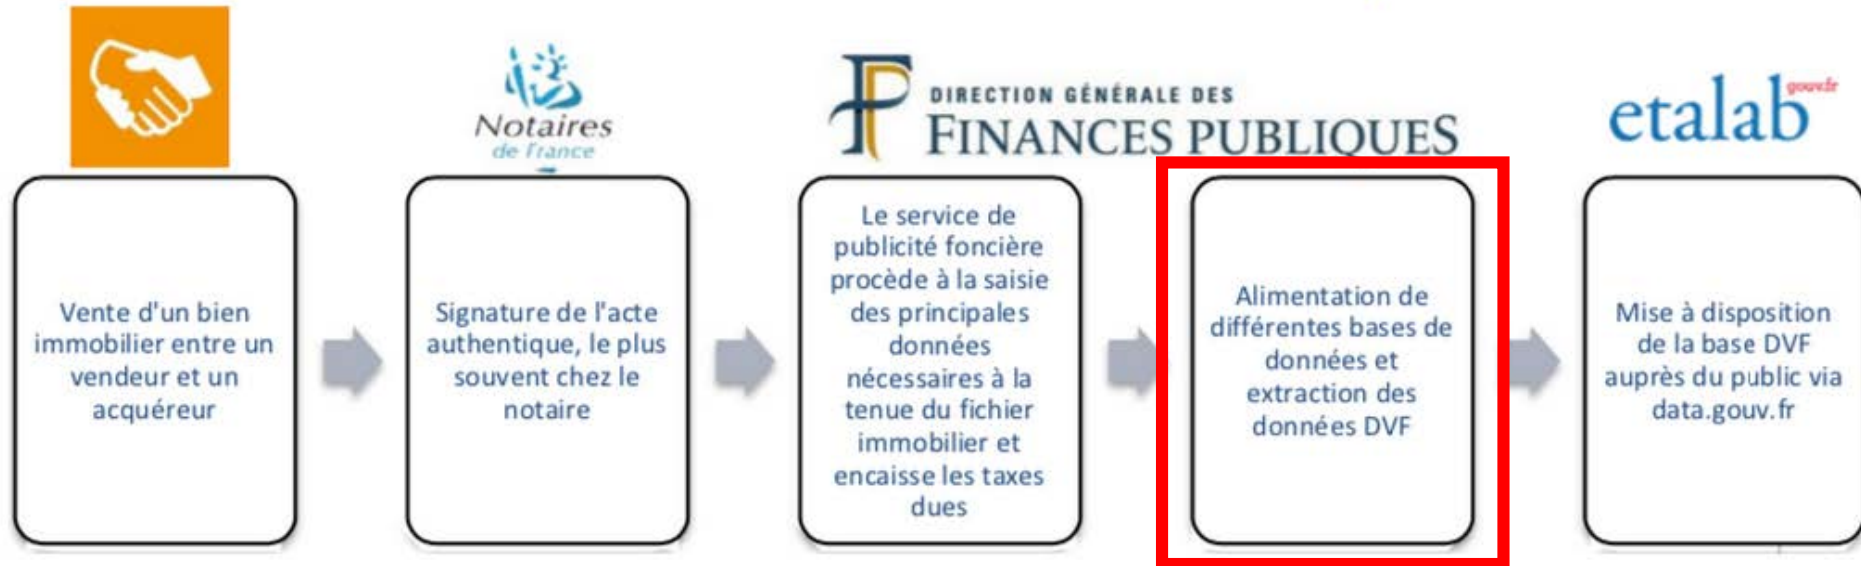 Notaires
de France
DIRECTION GÉNÉRALE DES
FINANCES PUBLIQUES
etalab
gouv.fr
Vente d'un bien
immobilier entre un
vendeur et un
acquéreur
Signature de l'acte
authentique, le plus
souvent chez le
notaire
Le service de
publicité foncière
procède à la saisie
des principales
données
nécessaires à la
tenue du fichier
immobilier et
encaisse les taxes
dues
Alimentation de
différentes bases de
données et
extraction des
données DVF
Mise à disposition
de la base DVF
auprès du public via
data.gouv.fr